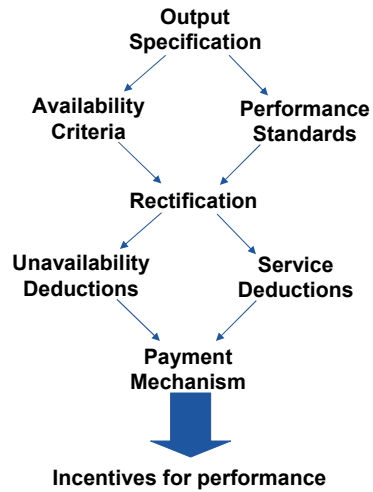 Output
Specification
Availability
Criteria
Performance
Standards
Rectification
Unavailability
Deductions
Service
Deductions
Payment
Mechanism
Incentives for performance